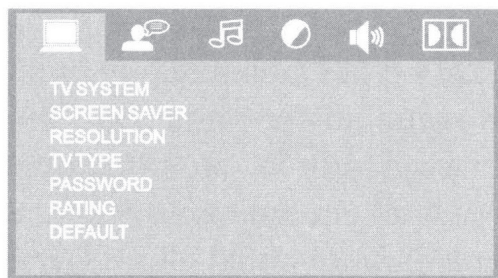 TV SYSTEM
SCREEN SAVER
RESOLUTION
TV TYPE
PASSWORD
RATING
DEFAULT